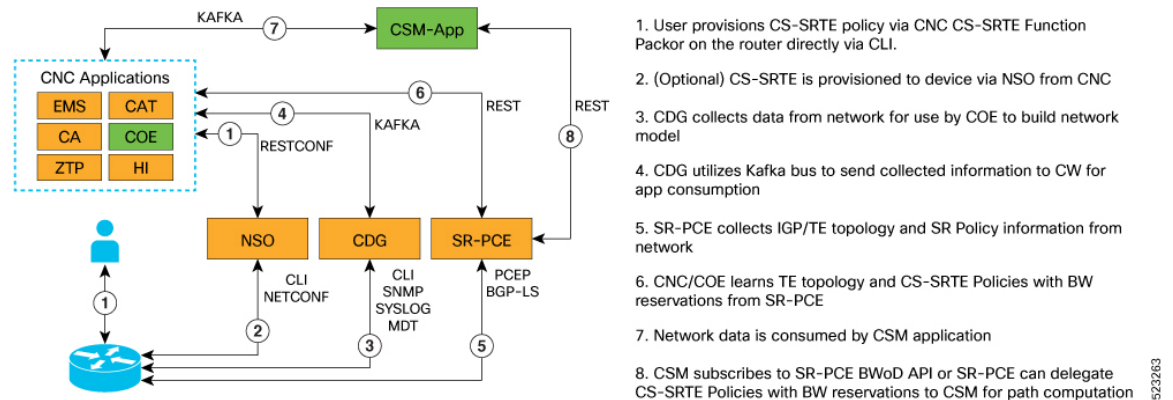 KAFKA
7
CSM-App
CNC Applications
EMS
CAT
CA
COE
ZTP
HI
6
REST
4
KAFKA
1
RESTCONF
REST
8
NSO
CDG
SR-PCE
CLI
NETCONF
CLI
SNMP
SYSLOG
MDT
PCEP
BGP-LS
1
2
3
5
1. User provisions CS-SRTE policy via CNC CS-SRTE Function
Packor on the router directly via CLI.
2. (Optional) CS-SRTE is provisioned to device via NSO from CNC
3. CDG collects data from network for use by COE to build network
model
4. CDG utilizes Kafka bus to send collected information to CW for
app consumption
5. SR-PCE collects IGP/TE topology and SR Policy information from
network
6. CNC/COE learns TE topology and CS-SRTE Policies with BW
reservations from SR-PCE
7. Network data is consumed by CSM application
8. CSM subscribes to SR-PCE BWoD API or SR-PCE can delegate
CS-SRTE Policies with BW reservations to CSM for path computation
523263